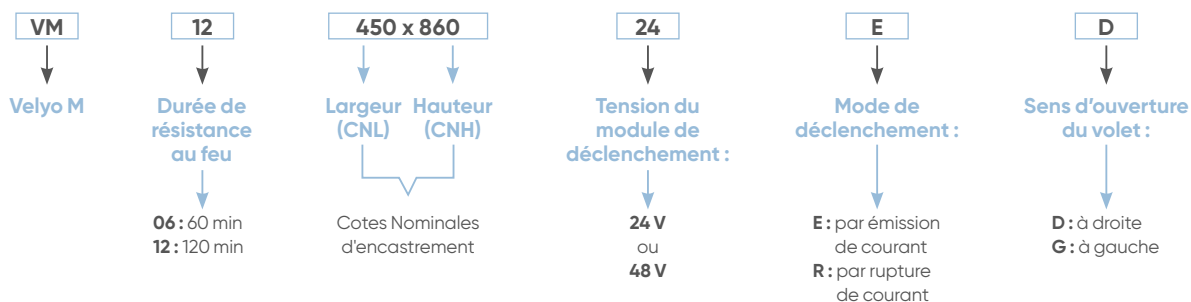 VM
12
450 x 860
24
E
D
Velyo M
Durée de
résistance
au feu
Largeur
(CNL)
Hauteur
(CNH)
Tension du
module de
déclenchement :
Mode de
déclenchement :
Sens d'ouverture
du volet :
06 : 60 min
12 : 120 min
Cotes Nominales
d'encastrement
24 V
ou
48 V
E : par émission
de courant
R : par rupture
de courant
D : à droite
G : à gauche